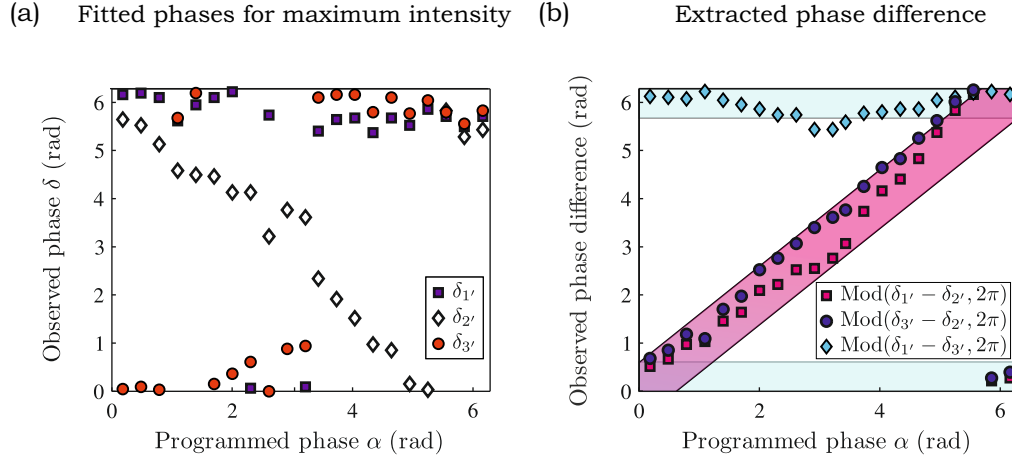 (a) Fitted phases for maximum intensity
Observed phase δ (rad)
6
5
4
3
2
1
0
δ₁′
δ₂′
δ₃′
0 2 4 6
Programmed phase α (rad)
(b) Extracted phase difference
Observed phase difference (rad)
6
5
4
3
2
1
0
Mod(δ₁′ − δ₂′, 2π)
Mod(δ₃′ − δ₂′, 2π)
Mod(δ₁′ − δ₃′, 2π)
0 2 4 6
Programmed phase α (rad)